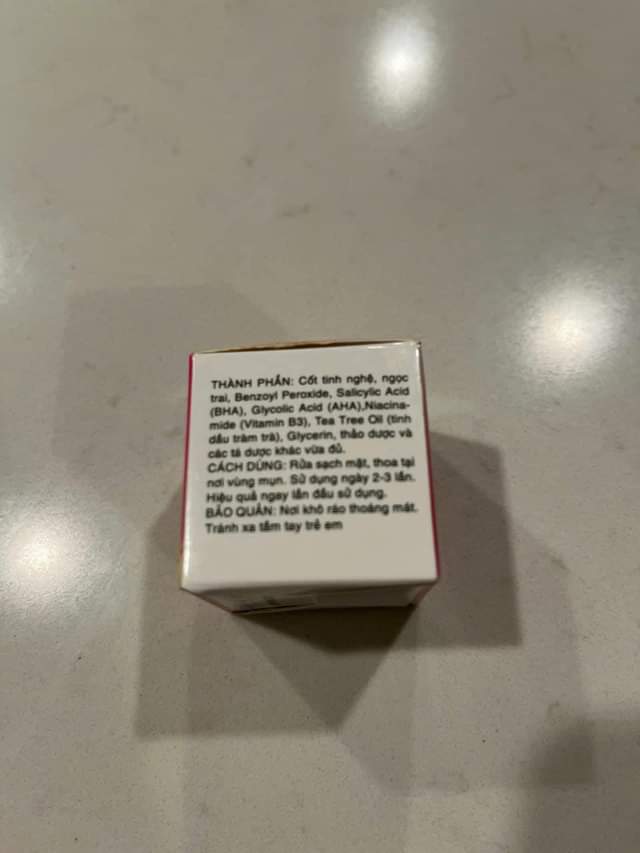 THÀNH PHẦN: Cốt tinh nghệ, ngọc
trai, Benzoyl Peroxide, Salicylic Acid
(BHA), Glycolic Acid (AHA),Niacina-
mide (Vitamin B3), Tea Tree Oil (tinh
dầu tràm trà), Glycerin, thảo dược và
các tá dược khác vừa đủ.
CÁCH DÙNG: Rửa sạch mặt, thoa tại
nơi vùng mụn. Sử dụng ngày 2-3 lần.
Hiệu quả ngay lần đầu sử dụng.
BẢO QUẢN: Nơi khô ráo thoáng mát.
Tránh xa tầm tay trẻ em